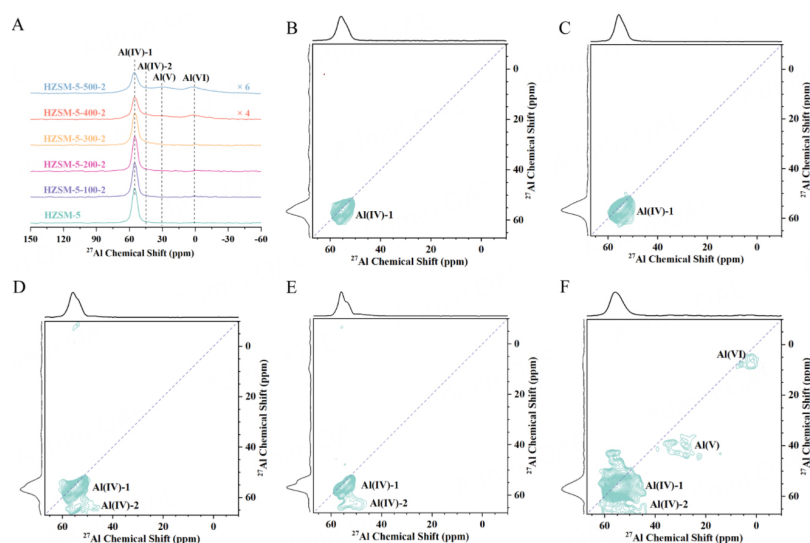 A
Al(IV)-1
Al(IV)-2
Al(V)
Al(VI)
HZSM-5-500-2
× 6
HZSM-5-400-2
× 4
HZSM-5-300-2
HZSM-5-200-2
HZSM-5-100-2
HZSM-5
150 120 90 60 30 0 -30 -60
²⁷Al Chemical Shift (ppm)
B
Al(IV)-1
0
20
40
60
²⁷Al Chemical Shift (ppm)
60 40 20 0
²⁷Al Chemical Shift (ppm)
C
Al(IV)-1
0
20
40
60
²⁷Al Chemical Shift (ppm)
60 40 20 0
²⁷Al Chemical Shift (ppm)
D
Al(IV)-1
Al(IV)-2
0
20
40
60
²⁷Al Chemical Shift (ppm)
60 40 20 0
²⁷Al Chemical Shift (ppm)
E
Al(IV)-1
Al(IV)-2
0
20
40
60
²⁷Al Chemical Shift (ppm)
60 40 20 0
²⁷Al Chemical Shift (ppm)
F
Al(VI)
Al(V)
Al(IV)-1
Al(IV)-2
0
20
40
60
²⁷Al Chemical Shift (ppm)
60 40 20 0
²⁷Al Chemical Shift (ppm)